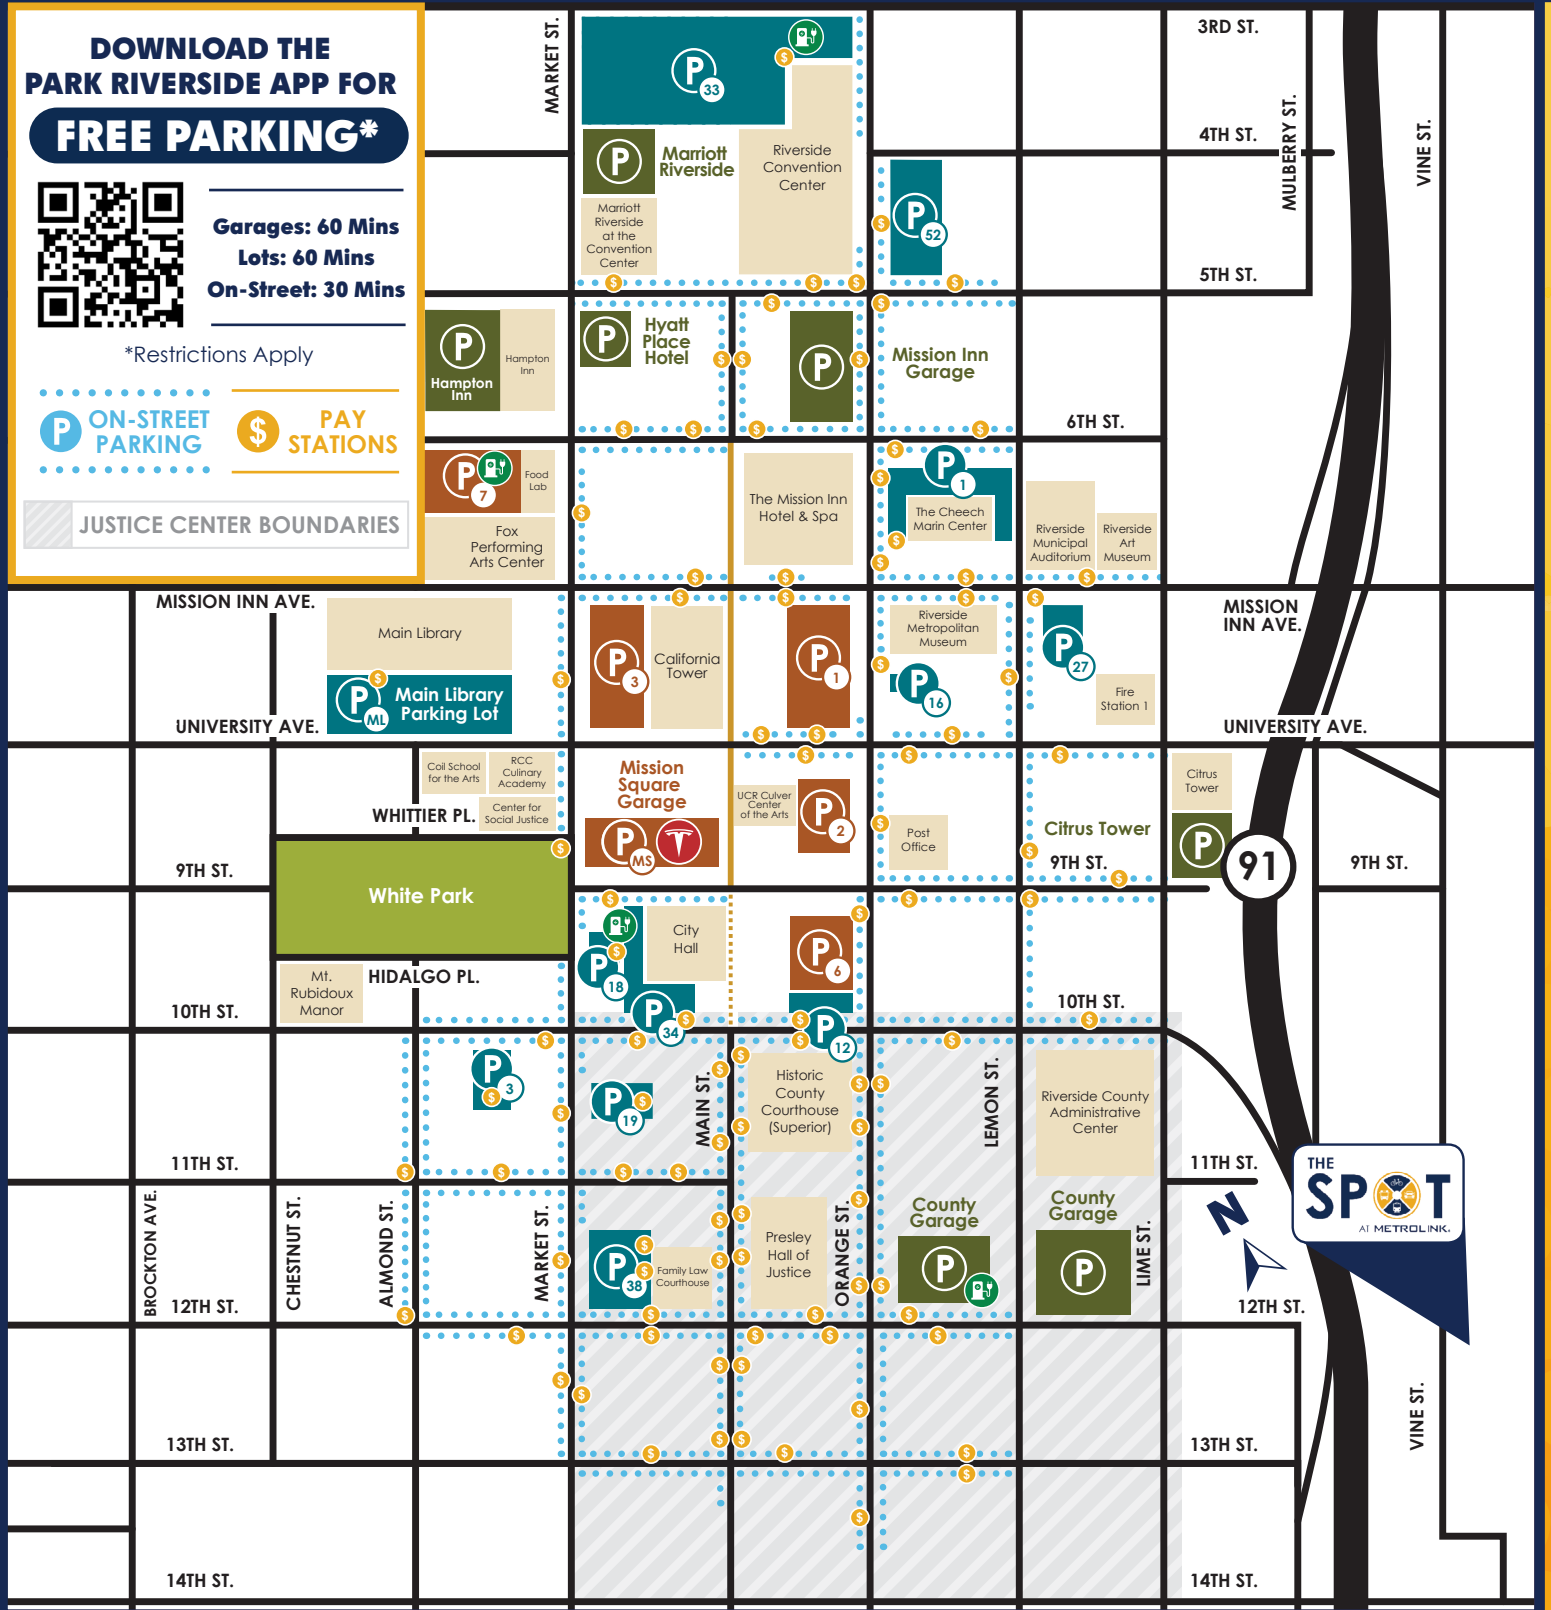 DOWNLOAD THE
PARK RIVERSIDE APP FOR
FREE PARKING*
Garages: 60 Mins
Lots: 60 Mins
On-Street: 30 Mins
*Restrictions Apply
P ON-STREET
PARKING
$ PAY
STATIONS
JUSTICE CENTER BOUNDARIES
MARKET ST.
3RD ST.
4TH ST.
MULBERRY ST.
VINE ST.
5TH ST.
P 33
$
P
Marriott
Riverside
Riverside
Convention
Center
Marriott
Riverside
at the
Convention
Center
P 52
P
Hampton
Inn
Hampton
Inn
P
Hyatt
Place
Hotel
P
Mission Inn
Garage
6TH ST.
P 7
Food
Lab
Fox
Performing
Arts Center
The Mission Inn
Hotel & Spa
P 1
The Cheech
Marin Center
Riverside
Municipal
Auditorium
Riverside
Art
Museum
MISSION INN AVE.
MISSION
INN AVE.
Main Library
P ML
Main Library
Parking Lot
UNIVERSITY AVE.
P 3
California
Tower
P 1
Riverside
Metropolitan
Museum
P 16
P 27
Fire
Station 1
UNIVERSITY AVE.
Coil School
for the Arts
RCC
Culinary
Academy
Center for
Social Justice
WHITTIER PL.
Mission
Square
Garage
P MS
UCR Culver
Center
of the Arts
P 2
Post
Office
Citrus Tower
Citrus
Tower
P
91
9TH ST.
9TH ST.
9TH ST.
White Park
City
Hall
P 18
P 34
P 6
P 12
Mt.
Rubidoux
Manor
HIDALGO PL.
10TH ST.
10TH ST.
P 3
P 19
MAIN ST.
Historic
County
Courthouse
(Superior)
LEMON ST.
Riverside County
Administrative
Center
11TH ST.
11TH ST.
THE
SPOT
AT METROLINK.
N
BROCKTON AVE.
CHESTNUT ST.
ALMOND ST.
MARKET ST.
P 38
Family Law
Courthouse
Presley
Hall of
Justice
ORANGE ST.
County
Garage
P
County
Garage
P
LIME ST.
12TH ST.
12TH ST.
13TH ST.
13TH ST.
VINE ST.
14TH ST.
14TH ST.